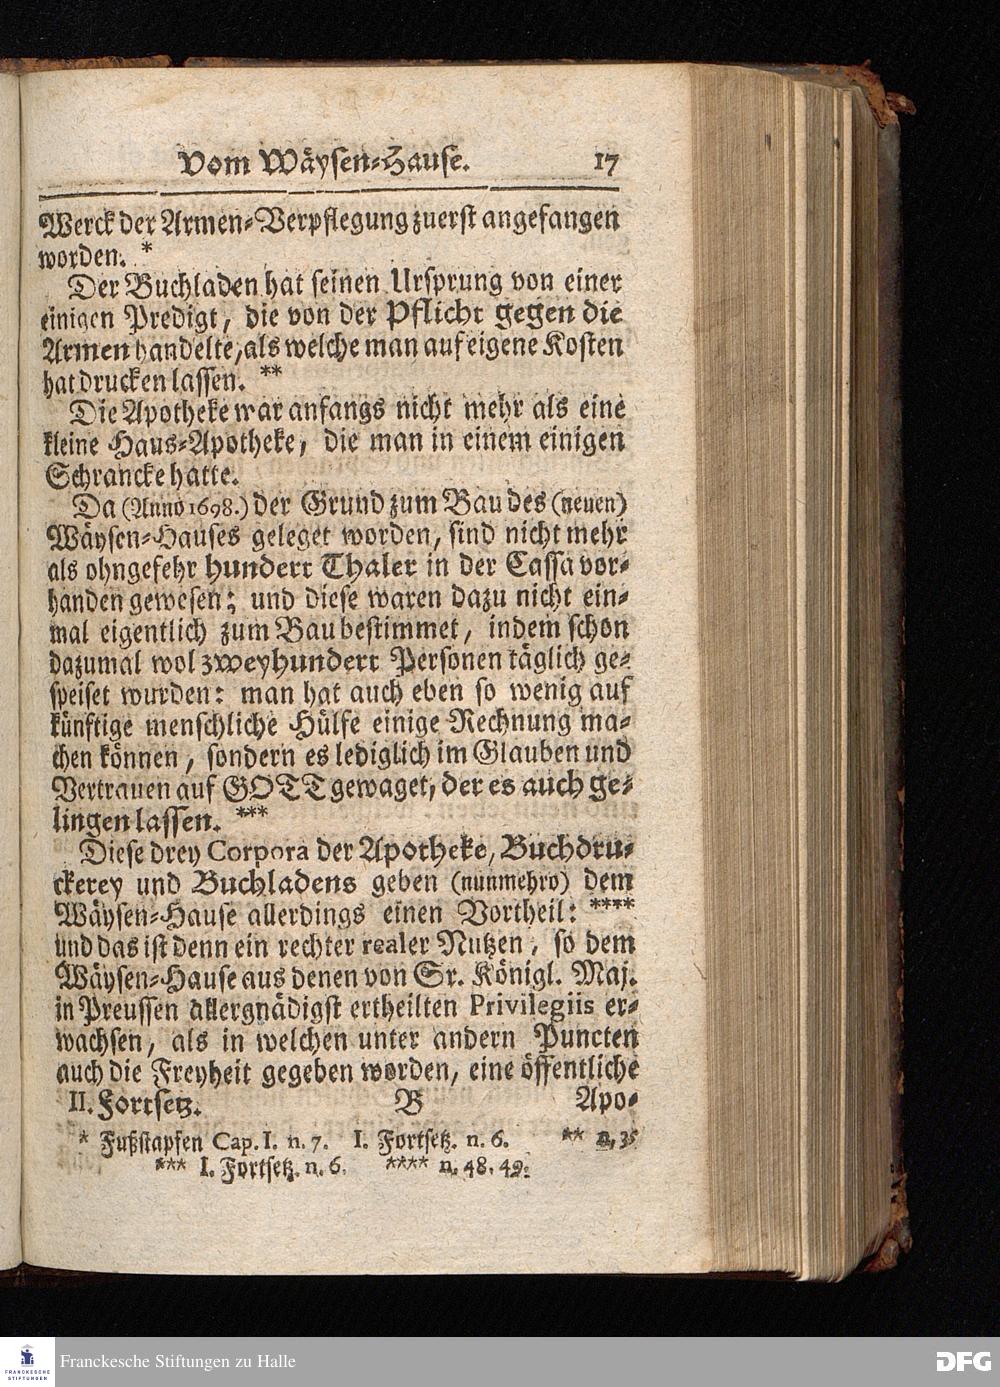 Vom Wäysen-Hause. 17
Werck der Armen-Verpflegung zuerst angefangen
worden. *
Der Buchladen hat seinen Ursprung von einer
einigen Predigt, die von der Pflicht gegen die
Armen handelte, als welche man auf eigene Kosten
hat drucken lassen. **
Die Apotheke war anfangs nicht mehr als eine
kleine Haus-Apotheke, die man in einem einigen
Schrancke hatte.
Da (Anno 1698.) der Grund zum Bau des (neuen)
Wäysen-Hauses geleget worden, sind nicht mehr
als ohngefehr hundert Thaler in der Cassa vor-
handen gewesen; und diese waren dazu nicht ein-
mal eigentlich zum Bau bestimmet, indem schon
dazumal wol zweyhundert Personen täglich ge-
speiset wurden: man hat auch eben so wenig auf
künftige menschliche Hülfe einige Rechnung ma-
chen können, sondern es lediglich im Glauben und
Vertrauen auf GOTT gewaget, der es auch ge-
lingen lassen. ***
Diese drey Corpora der Apotheke, Buchdru-
ckerey und Buchladens geben (nunmehro) dem
Wäysen-Hause allerdings einen Vortheil: ****
und das ist denn ein rechter realer Nutzen, so dem
Wäysen-Hause aus denen von Sr. Königl. Maj.
in Preussen allergnädigst ertheilten Privilegiis er-
wachsen, als in welchen unter andern Puncten
auch die Freyheit gegeben worden, eine öffentliche
II. Fortsetz. B Apo-
* Fußstapfen Cap. I. n. 7. I. Fortsetz. n. 6. ** n. 35
*** I. Fortsetz. n. 6. **** n. 48. 49.
FRANCKESCHE
STIFTUNGEN
Franckesche Stiftungen zu Halle
DFG